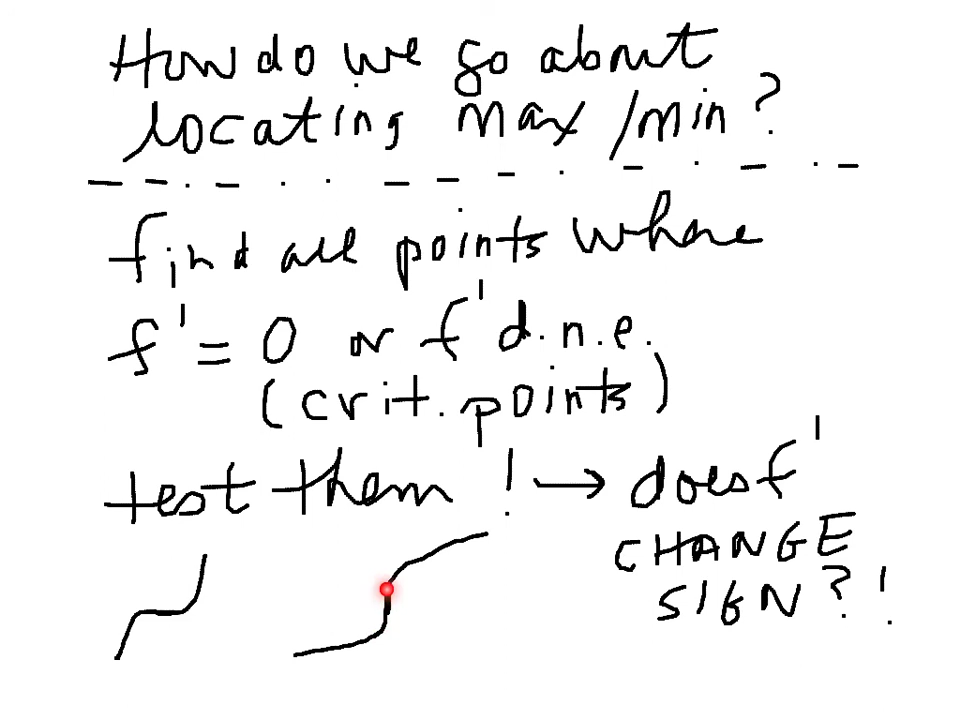 How do we go about
locating max/min?
find all points where
f' = 0 or f' d.n.e.
(crit. points)
test them! → does f'
CHANGE
SIGN?!